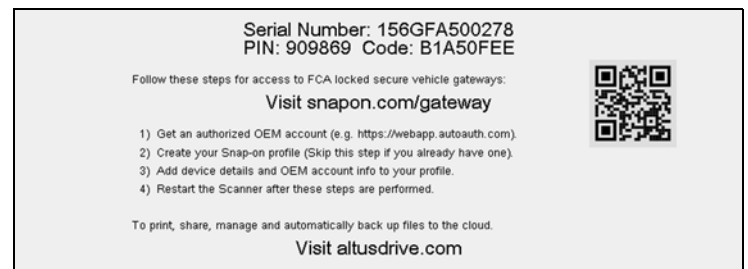 Serial Number: 156GFA500278
PIN: 909869 Code: B1A50FEE
Follow these steps for access to FCA locked secure vehicle gateways:
Visit snapon.com/gateway
1) Get an authorized OEM account (e.g. https://webapp.autoauth.com).
2) Create your Snap-on profile (Skip this step if you already have one).
3) Add device details and OEM account info to your profile.
4) Restart the Scanner after these steps are performed.
To print, share, manage and automatically back up files to the cloud.
Visit altusdrive.com